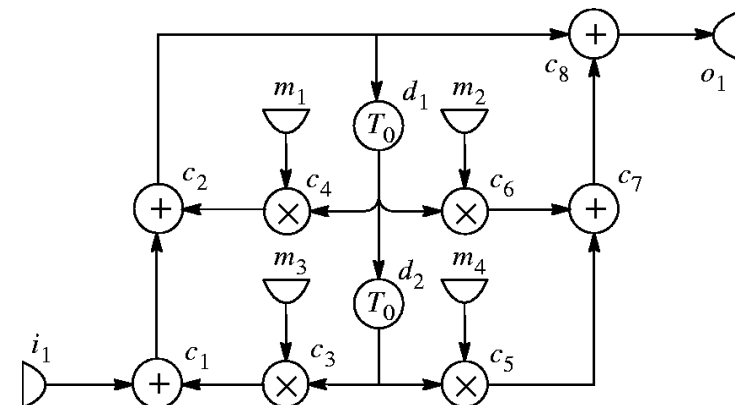 +
c₈
o₁
m₁
d₁
m₂
T₀
c₂
c₄
c₆
c₇
+
×
×
+
m₃
d₂
m₄
T₀
i₁
c₁
c₃
c₅
+
×
×